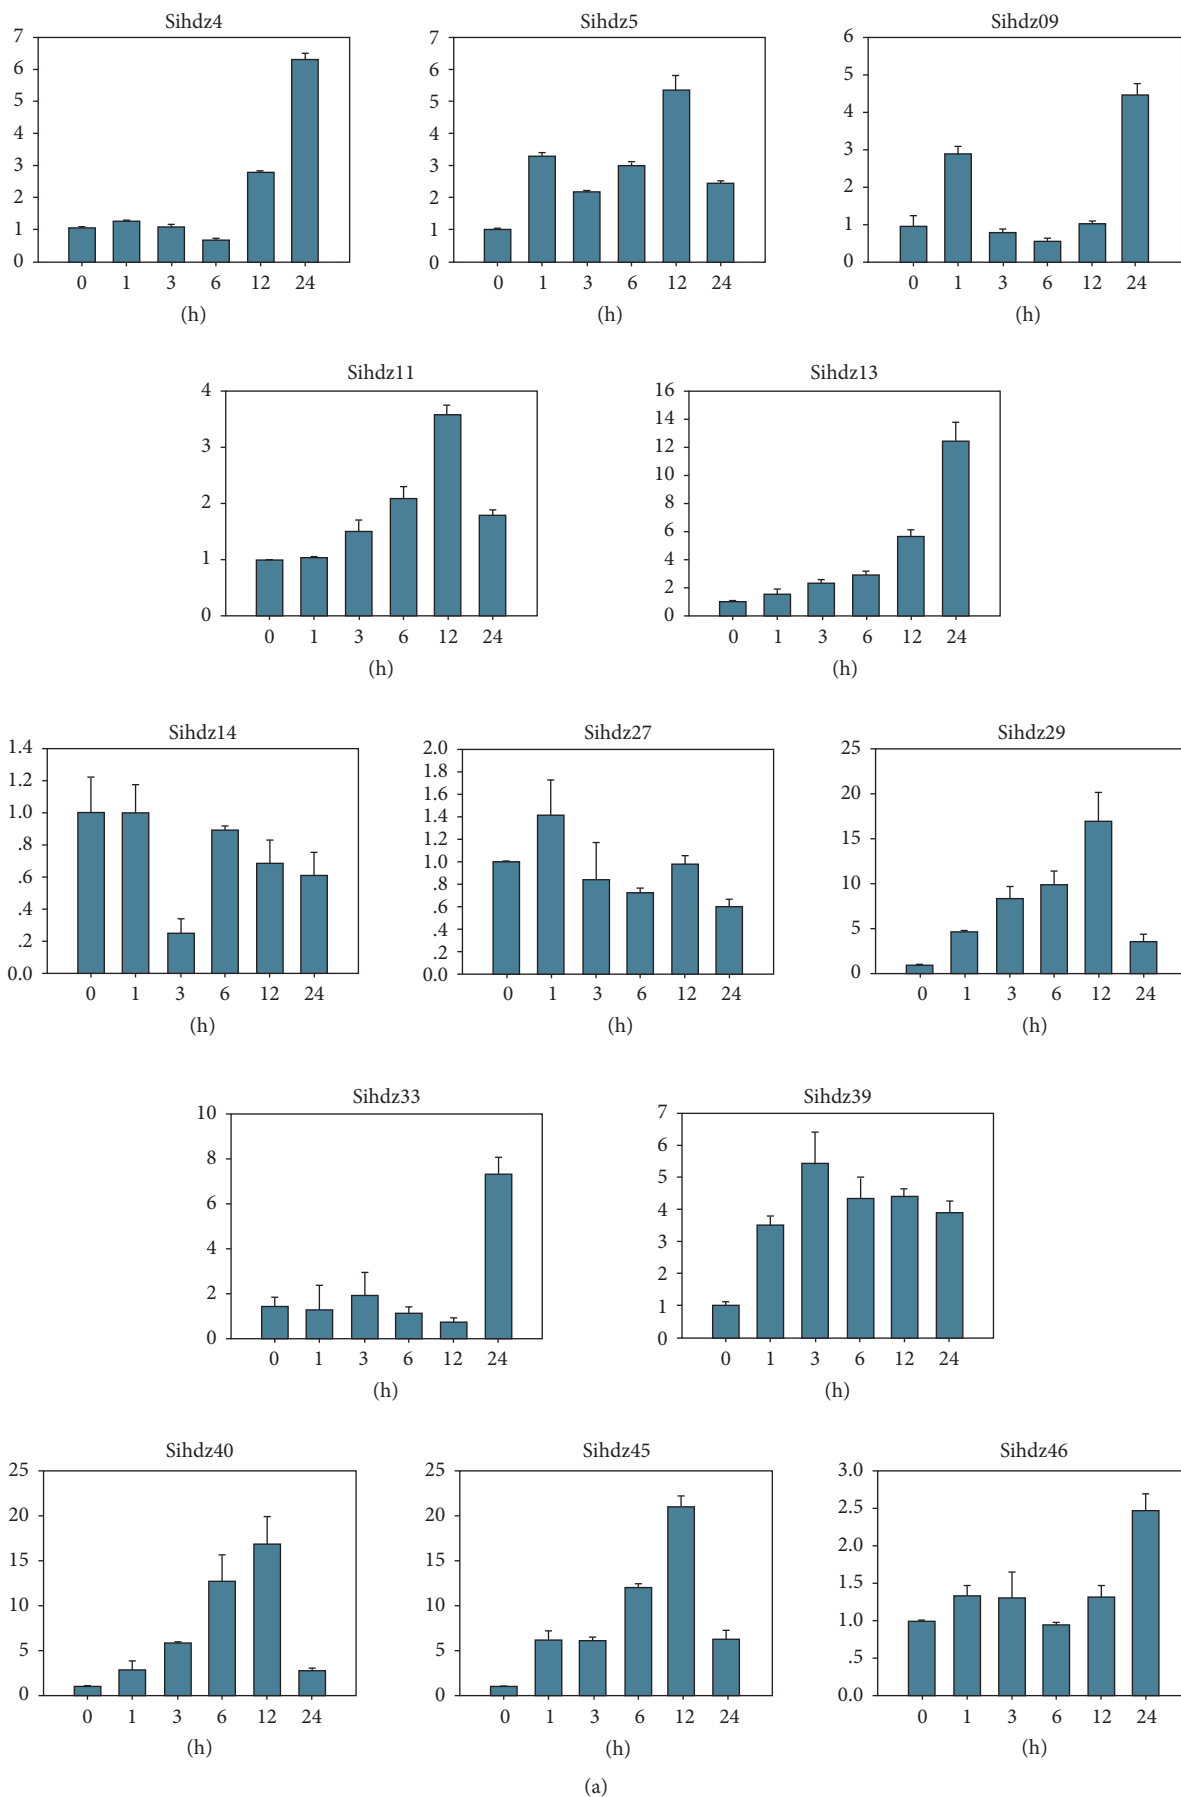 Sihdz4 Sihdz5 Sihdz09
7 7 6
6 6 5
5 5 4
4 4 3
3 3 2
2 2 1
1 1 0
0 0
0 1 3 6 12 24 0 1 3 6 12 24 0 1 3 6 12 24
(h) (h) (h)
Sihdz11 Sihdz13
4 16
3 14
2 12
1 10
0 8
6
4
2
0
0 1 3 6 12 24 0 1 3 6 12 24
(h) (h)
Sihdz14 Sihdz27 Sihdz29
1.4 2.0 25
1.2 1.8 20
1.0 1.6 15
.8 1.4 10
.6 1.2 5
.4 1.0 0
.2 .8
0.0 .6
.4
.2
0.0
0 1 3 6 12 24 0 1 3 6 12 24 0 1 3 6 12 24
(h) (h) (h)
Sihdz33 Sihdz39
10 7
8 6
6 5
4 4
2 3
0 2
1
0
0 1 3 6 12 24 0 1 3 6 12 24
(h) (h)
Sihdz40 Sihdz45 Sihdz46
25 25 3.0
20 20 2.5
15 15 2.0
10 10 1.5
5 5 1.0
0 0 .5
0.0
0 1 3 6 12 24 0 1 3 6 12 24 0 1 3 6 12 24
(h) (h) (h)
(a)